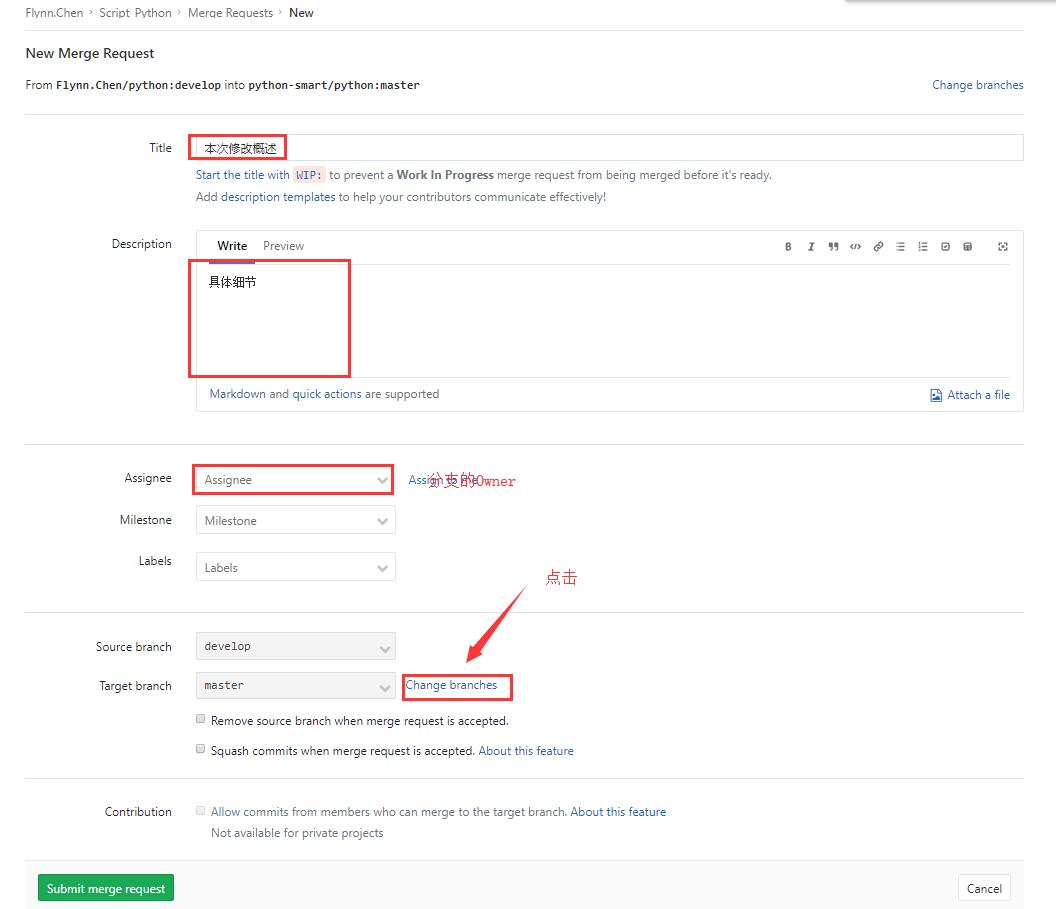 Flynn.Chen › Script_Python › Merge Requests › New
New Merge Request
From Flynn.Chen/python:develop into python-smart/python:master
Change branches
Title
本次修改概述
Start the title with WIP: to prevent a Work In Progress merge request from being merged before it's ready.
Add description templates to help your contributors communicate effectively!
Description
Write Preview
具体细节
Markdown and quick actions are supported
Attach a file
Assignee
Assignee
Assign to me
分支的Owner
Milestone
Milestone
Labels
Labels
点击
Source branch
develop
Target branch
master
Change branches
Remove source branch when merge request is accepted.
Squash commits when merge request is accepted. About this feature
Contribution
Allow commits from members who can merge to the target branch. About this feature
Not available for private projects
Submit merge request
Cancel